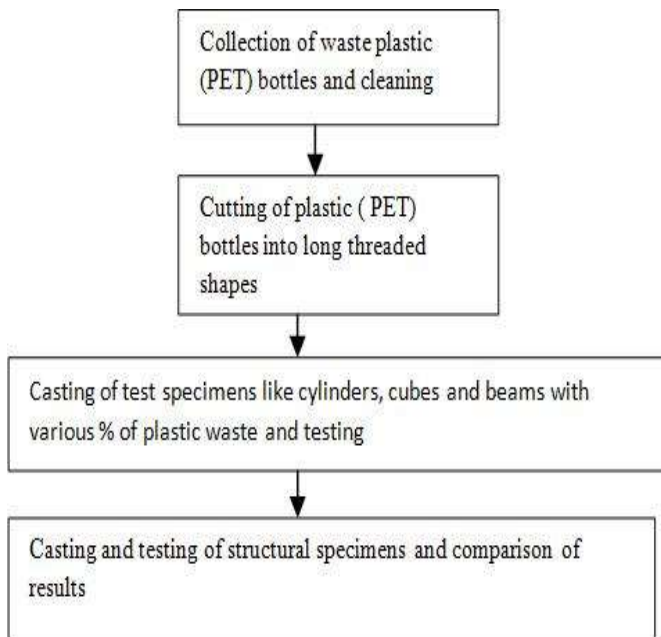 Collection of waste plastic
(PET) bottles and cleaning
Cutting of plastic ( PET)
bottles into long threaded
shapes
Casting of test specimens like cylinders, cubes and beams with
various % of plastic waste and testing
Casting and testing of structural specimens and comparison of
results